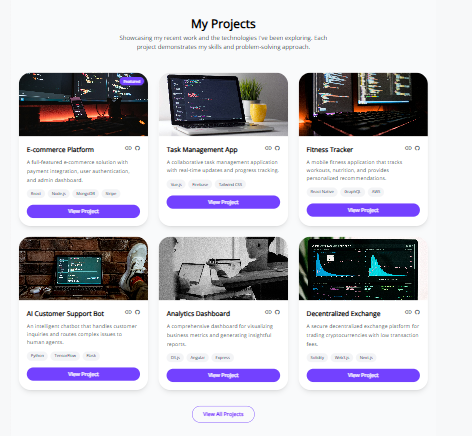 My Projects
Showcasing my recent work and the technologies I've been exploring. Each
project demonstrates my skills and problem-solving approach.
Featured
E-commerce Platform
A full-featured e-commerce solution with
payment integration, user authentication,
and admin dashboard.
React Node.js MongoDB Stripe
View Project
Task Management App
A collaborative task management application
with real-time updates and progress tracking.
Vue.js Firebase Tailwind CSS
View Project
Fitness Tracker
A mobile fitness application that tracks
workouts, nutrition, and provides
personalized recommendations.
React Native GraphQL AWS
View Project
AI Customer Support Bot
An intelligent chatbot that handles customer
inquiries and routes complex issues to
human agents.
Python TensorFlow Flask
View Project
Analytics Dashboard
A comprehensive dashboard for visualizing
business metrics and generating insightful
reports.
D3.js Angular Express
View Project
Decentralized Exchange
A secure decentralized exchange platform for
trading cryptocurrencies with low transaction
fees.
Solidity Web3.js Next.js
View Project
View All Projects